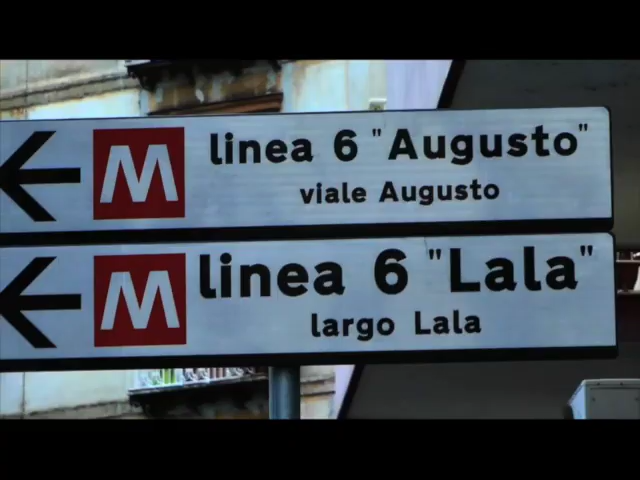 M linea 6 "Augusto"
viale Augusto
M linea 6 "Lala"
largo Lala